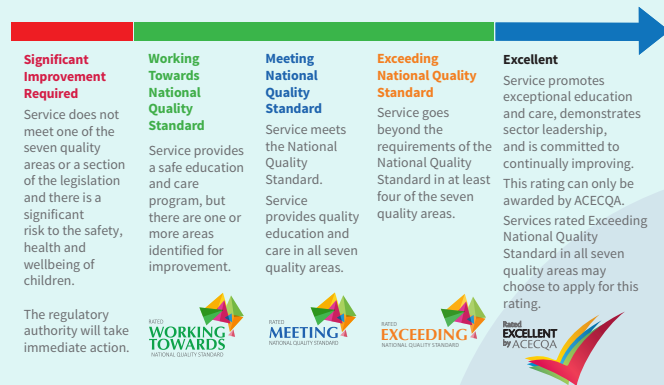 Significant
Improvement
Required
Service does not
meet one of the
seven quality
areas or a section
of the legislation
and there is a
significant
risk to the safety,
health and
wellbeing of
children.
The regulatory
authority will take
immediate action.
Working
Towards
National
Quality
Standard
Service provides
a safe education
and care
program, but
there are one or
more areas
identified for
improvement.
RATED
WORKING
TOWARDS
NATIONAL QUALITY STANDARD
Meeting
National
Quality
Standard
Service meets
the National
Quality
Standard.
Service
provides quality
education and
care in all seven
quality areas.
RATED
MEETING
NATIONAL QUALITY STANDARD
Exceeding
National Quality
Standard
Service goes
beyond the
requirements of the
National Quality
Standard in at least
four of the seven
quality areas.
RATED
EXCEEDING
NATIONAL QUALITY STANDARD
Excellent
Service promotes
exceptional education
and care, demonstrates
sector leadership,
and is committed to
continually improving.
This rating can only be
awarded by ACECQA.
Services rated Exceeding
National Quality
Standard in all seven
quality areas may
choose to apply for this
rating.
Rated
EXCELLENT
by ACECQA